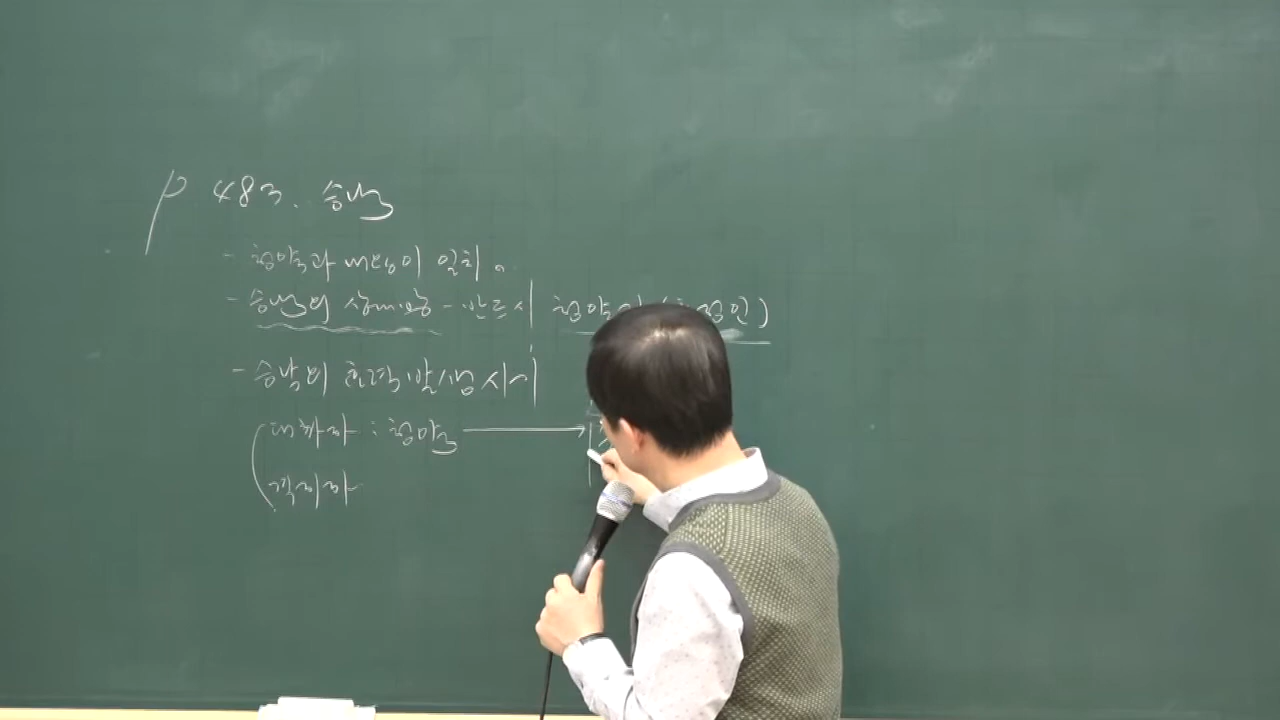 P 483. 승낙
- 청약과 내용이 일치.
- 승낙의 상대방 - 반드시 청약
- 승낙의 효력발생시기
대화자 : 청약 →
격지자